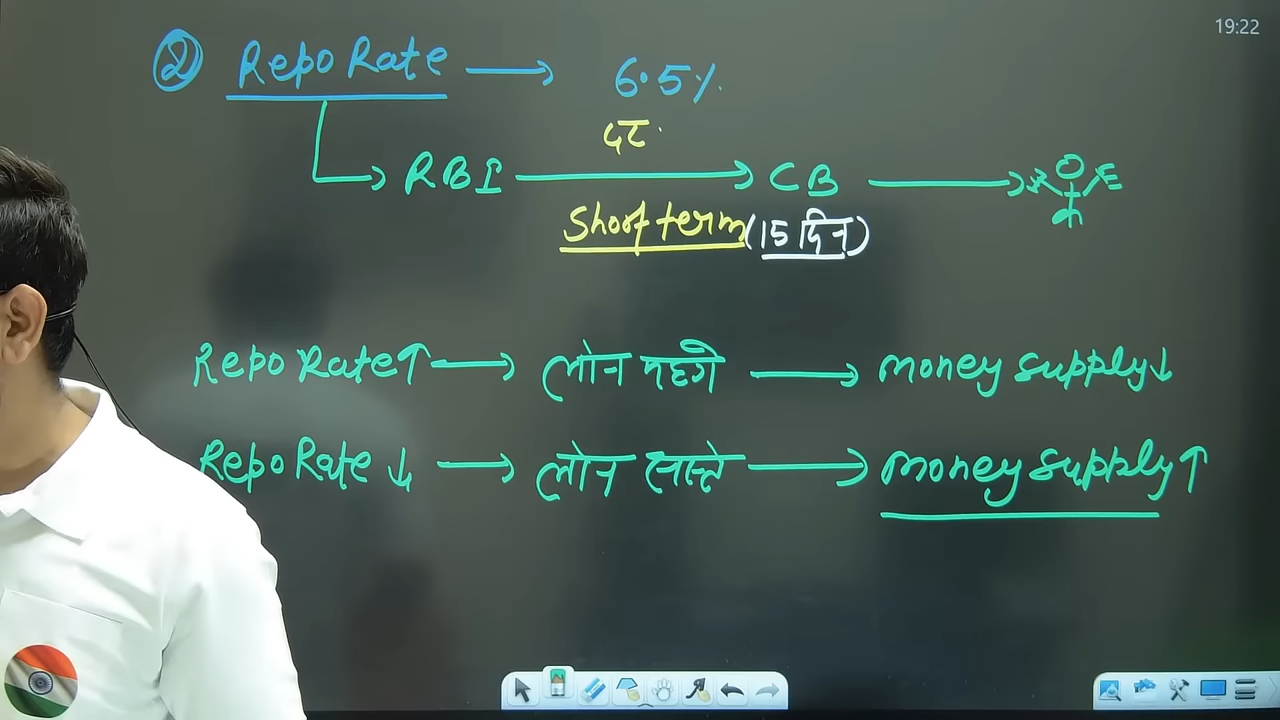 19:22
② Repo Rate → 6.5%
दर
RBI → CB →
Short term (15 दिन)
Repo Rate↑ → लोन महंगे → money supply↓
Repo Rate ↓ → लोन सस्ते → money supply↑